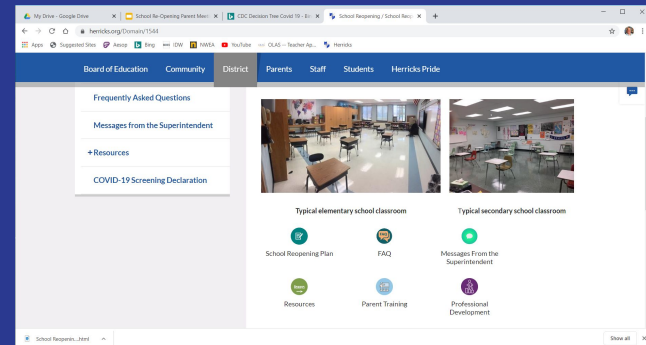 My Drive - Google Drive
School Re-Opening Parent Meeti
CDC Decision Tree Covid 19 - Bi
School Reopening / School Reop
herricks.org/Domain/1544
Apps
Suggested Sites
Aesop
Bing
IDW
NWEA
YouTube
OLAS -- Teacher Ap...
Herricks
Board of Education
Community
District
Parents
Staff
Students
Herricks Pride
Frequently Asked Questions
Messages from the Superintendent
+Resources
COVID-19 Screening Declaration
Typical elementary school classroom
Typical secondary school classroom
School Reopening Plan
FAQ
Messages From the
Superintendent
Resources
Parent Training
Professional
Development
School Reopenin....html
Show all